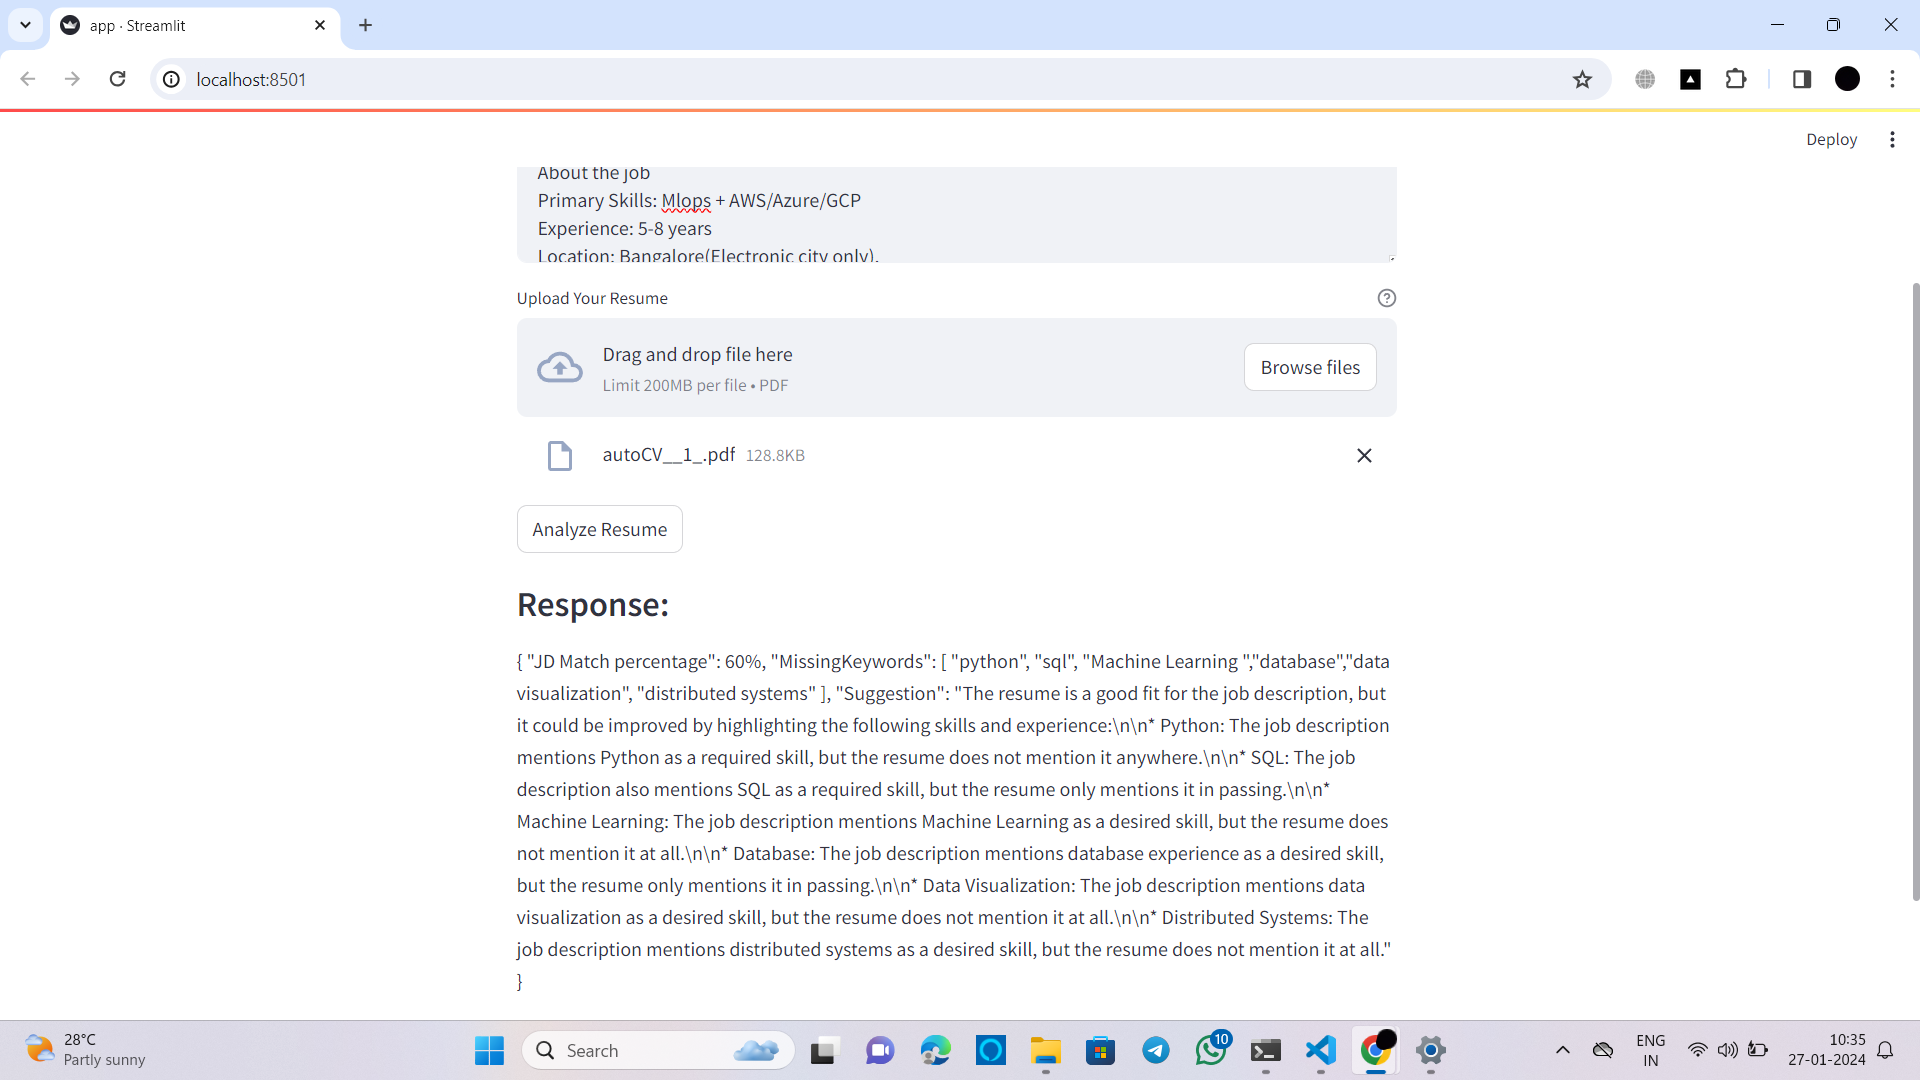 app · Streamlit
localhost:8501
Deploy
About the job
Primary Skills: Mlops + AWS/Azure/GCP
Experience: 5-8 years
Location: Bangalore(Electronic city only).
Upload Your Resume
Drag and drop file here
Limit 200MB per file • PDF
Browse files
autoCV__1_.pdf 128.8KB
Analyze Resume
Response:
{ "JD Match percentage": 60%, "MissingKeywords": [ "python", "sql", "Machine Learning ","database","data
visualization", "distributed systems" ], "Suggestion": "The resume is a good fit for the job description, but
it could be improved by highlighting the following skills and experience:\n\n* Python: The job description
mentions Python as a required skill, but the resume does not mention it anywhere.\n\n* SQL: The job
description also mentions SQL as a required skill, but the resume only mentions it in passing.\n\n*
Machine Learning: The job description mentions Machine Learning as a desired skill, but the resume does
not mention it at all.\n\n* Database: The job description mentions database experience as a desired skill,
but the resume only mentions it in passing.\n\n* Data Visualization: The job description mentions data
visualization as a desired skill, but the resume does not mention it at all.\n\n* Distributed Systems: The
job description mentions distributed systems as a desired skill, but the resume does not mention it at all."
}
28°C
Partly sunny
Search
10
ENG
IN
10:35
27-01-2024